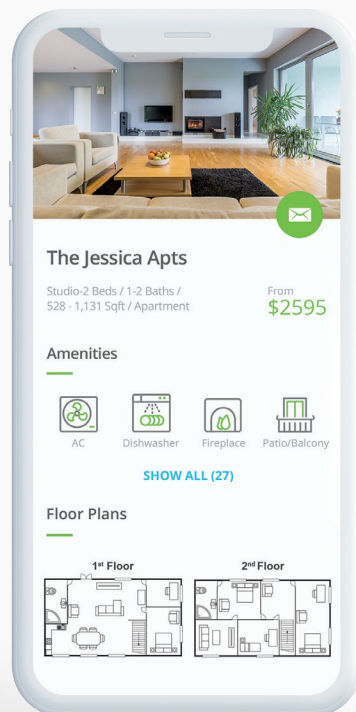 The Jessica Apts
Studio-2 Beds / 1-2 Baths /
528 - 1,131 Sqft / Apartment
From
$2595
Amenities
AC
Dishwasher
Fireplace
Patio/Balcony
SHOW ALL (27)
Floor Plans
1st Floor
2nd Floor